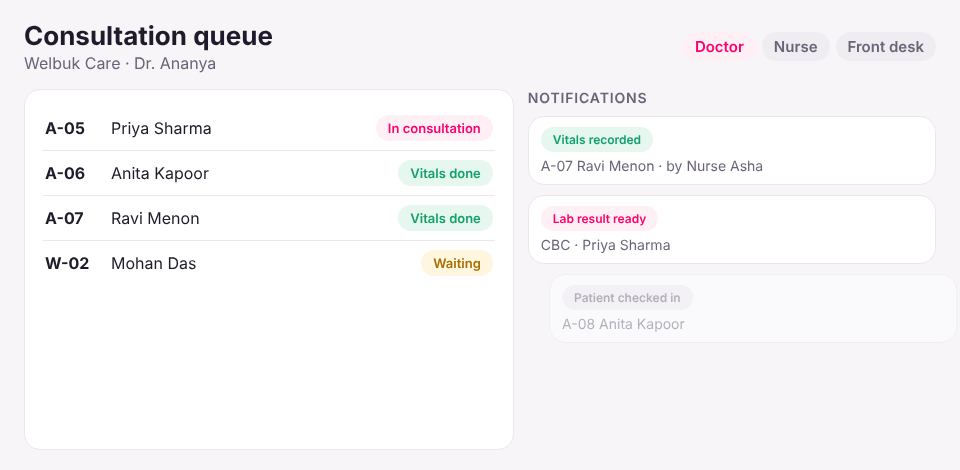 Consultation queue
Welbuk Care · Dr. Ananya
Doctor Nurse Front desk
A-05 Priya Sharma In consultation
A-06 Anita Kapoor Vitals done
A-07 Ravi Menon Vitals done
W-02 Mohan Das Waiting
NOTIFICATIONS
Vitals recorded
A-07 Ravi Menon · by Nurse Asha
Lab result ready
CBC · Priya Sharma
Patient checked in
A-08 Anita Kapoor